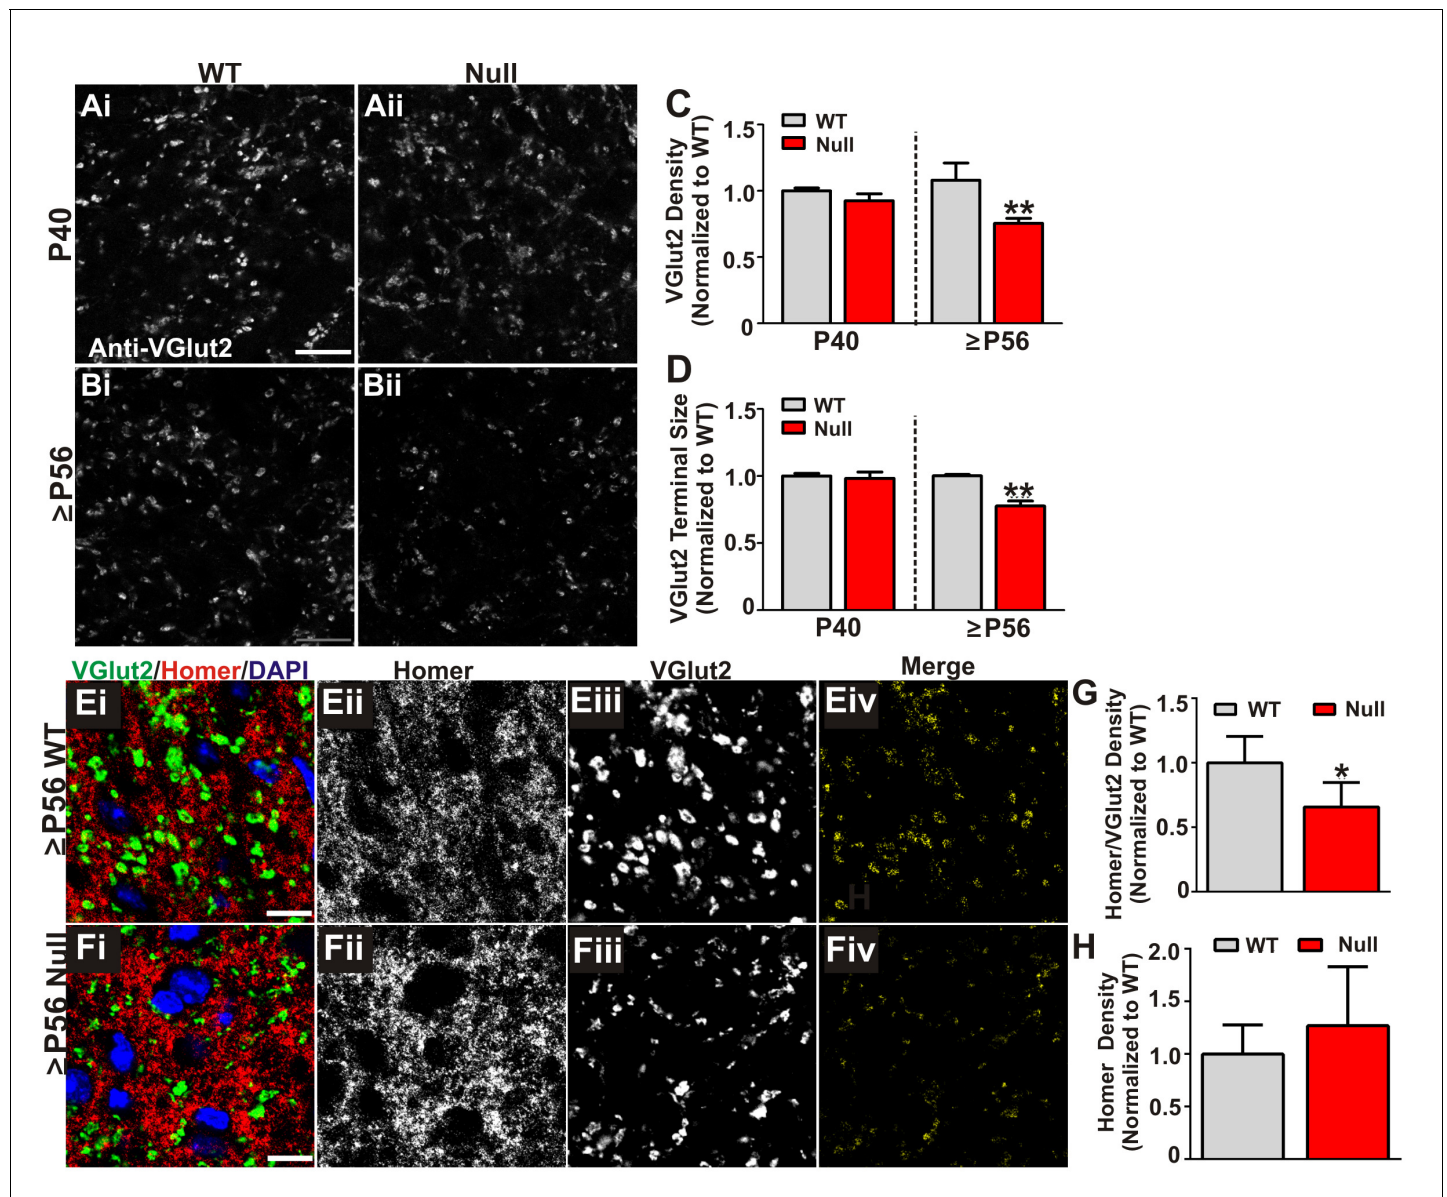 WT Null
Ai Aii
P40
Anti-VGlut2
Bi Bii
≥P56
C
VGlut2 Density
(Normalized to WT)
1.5
1.0
0.5
0
WT
Null
**
P40 ≥P56
D
VGlut2 Terminal Size
(Normalized to WT)
1.5
1.0
0.5
0
WT
Null
**
P40 ≥P56
VGlut2/Homer/DAPI Homer VGlut2 Merge
≥P56 WT
Ei Eii Eiii Eiv
H
≥P56 Null
Fi Fii Fiii Fiv
G
Homer/VGlut2 Density
(Normalized to WT)
1.5
1.0
0.5
0
WT Null
*
H
Homer Density
(Normalized to WT)
2.0
1.5
1.0
0.5
0
WT Null